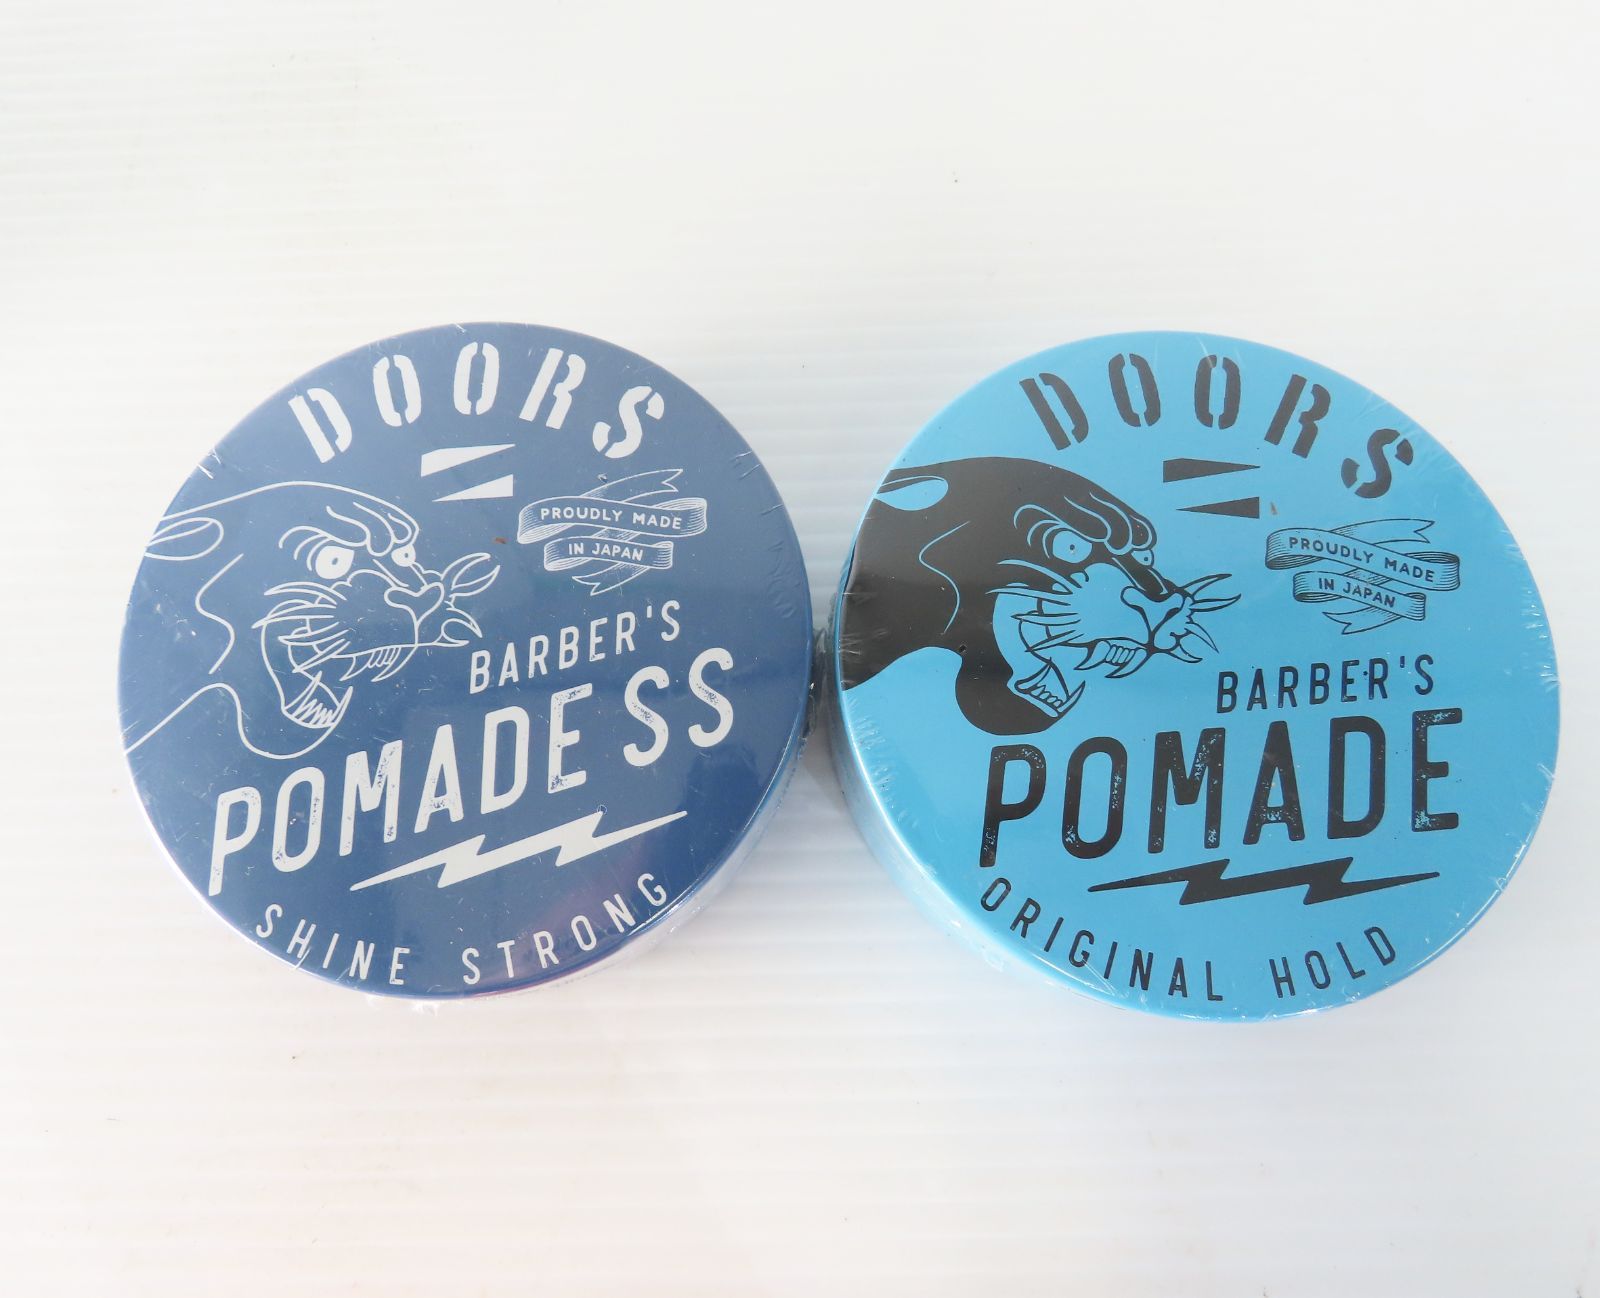 DOORS
PROUDLY MADE
IN JAPAN
BARBER'S
POMADE SS
SHINE STRONG
DOORS
PROUDLY MADE
IN JAPAN
BARBER'S
POMADE
ORIGINAL HOLD